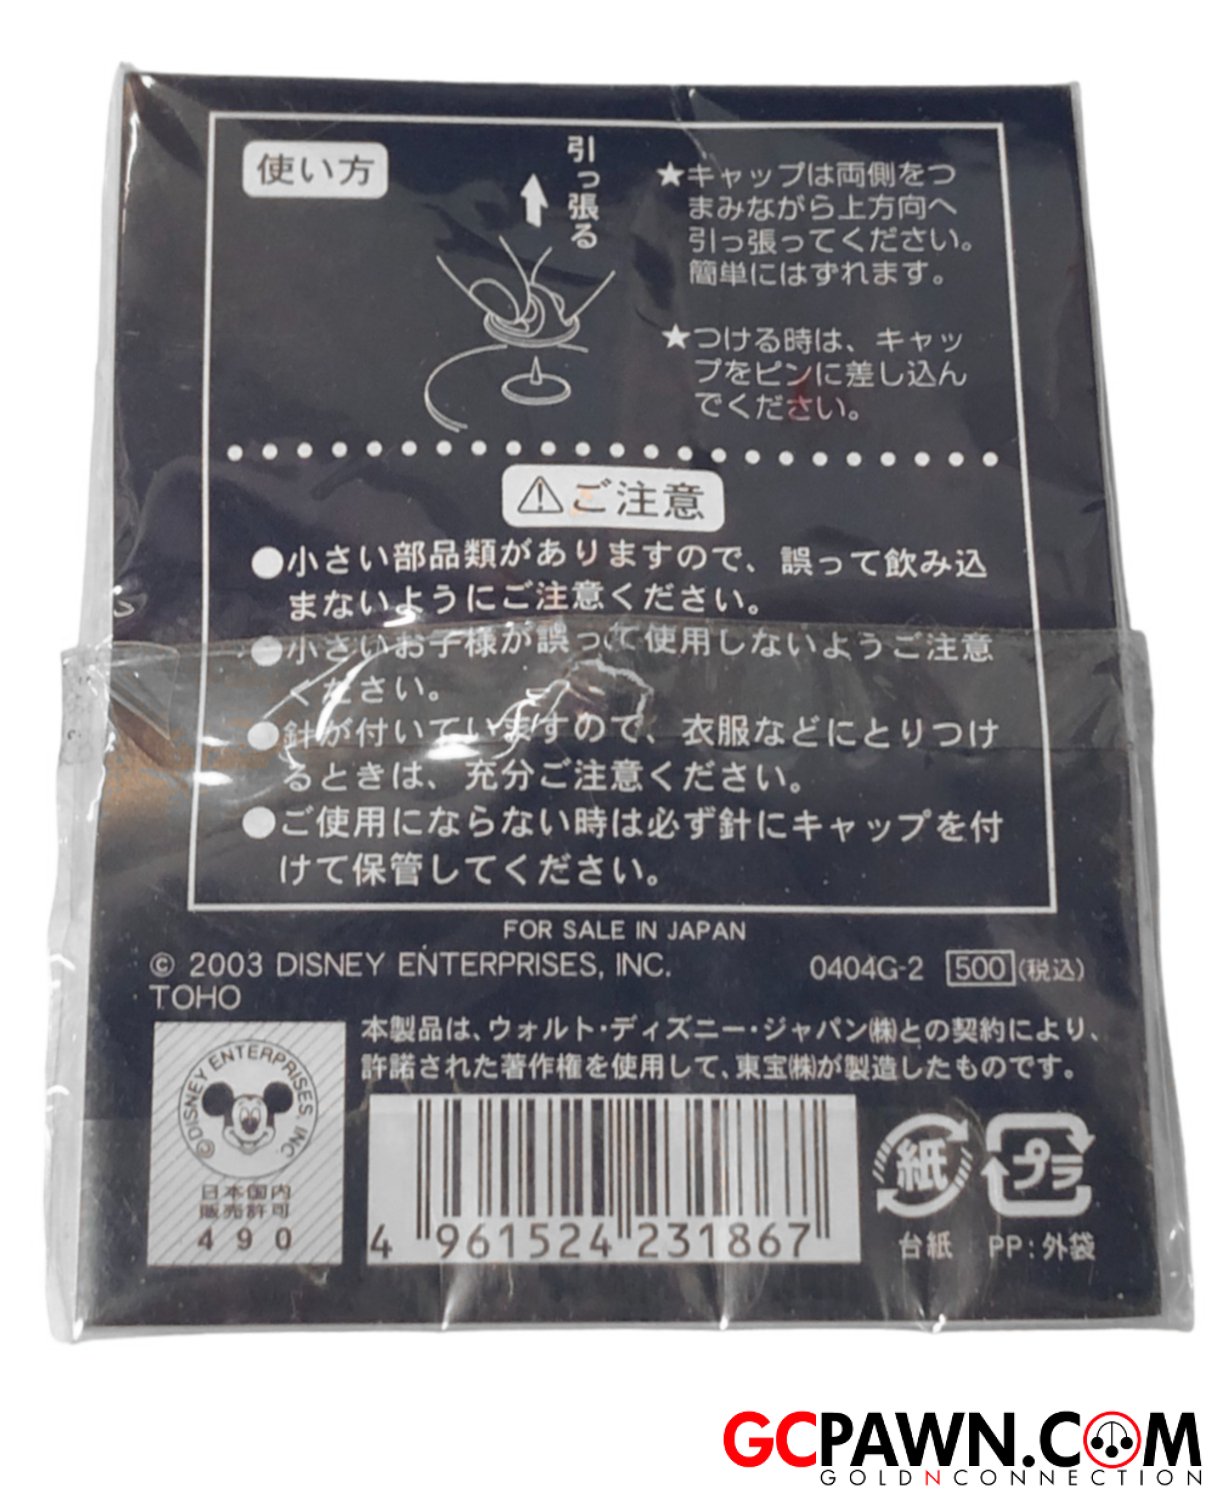 使い方
引っ張る
★キャップは両側をつ
まみながら上方向へ
引っ張ってください。
簡単にはずれます。
★つける時は、キャッ
プをピンに差し込ん
でください。
⚠ご注意
●小さい部品類がありますので、誤って飲み込
まないようにご注意ください。
●小さいお子様が誤って使用しないようご注意
ください。
●針が付いていますので、衣服などにとりつけ
るときは、充分ご注意ください。
●ご使用にならない時は必ず針にキャップを付
けて保管してください。
FOR SALE IN JAPAN
© 2003 DISNEY ENTERPRISES, INC. 0404G-2 500(税込)
TOHO
本製品は、ウォルト・ディズニー・ジャパン㈱との契約により、
許諾された著作権を使用して、東宝㈱が製造したものです。
©DISNEY ENTERPRISES, INC.
日本国内
販売許可
490
4 961524 231867
紙
プラ
台紙 PP:外袋
GCPAWN.COM
GOLDNCONNECTION